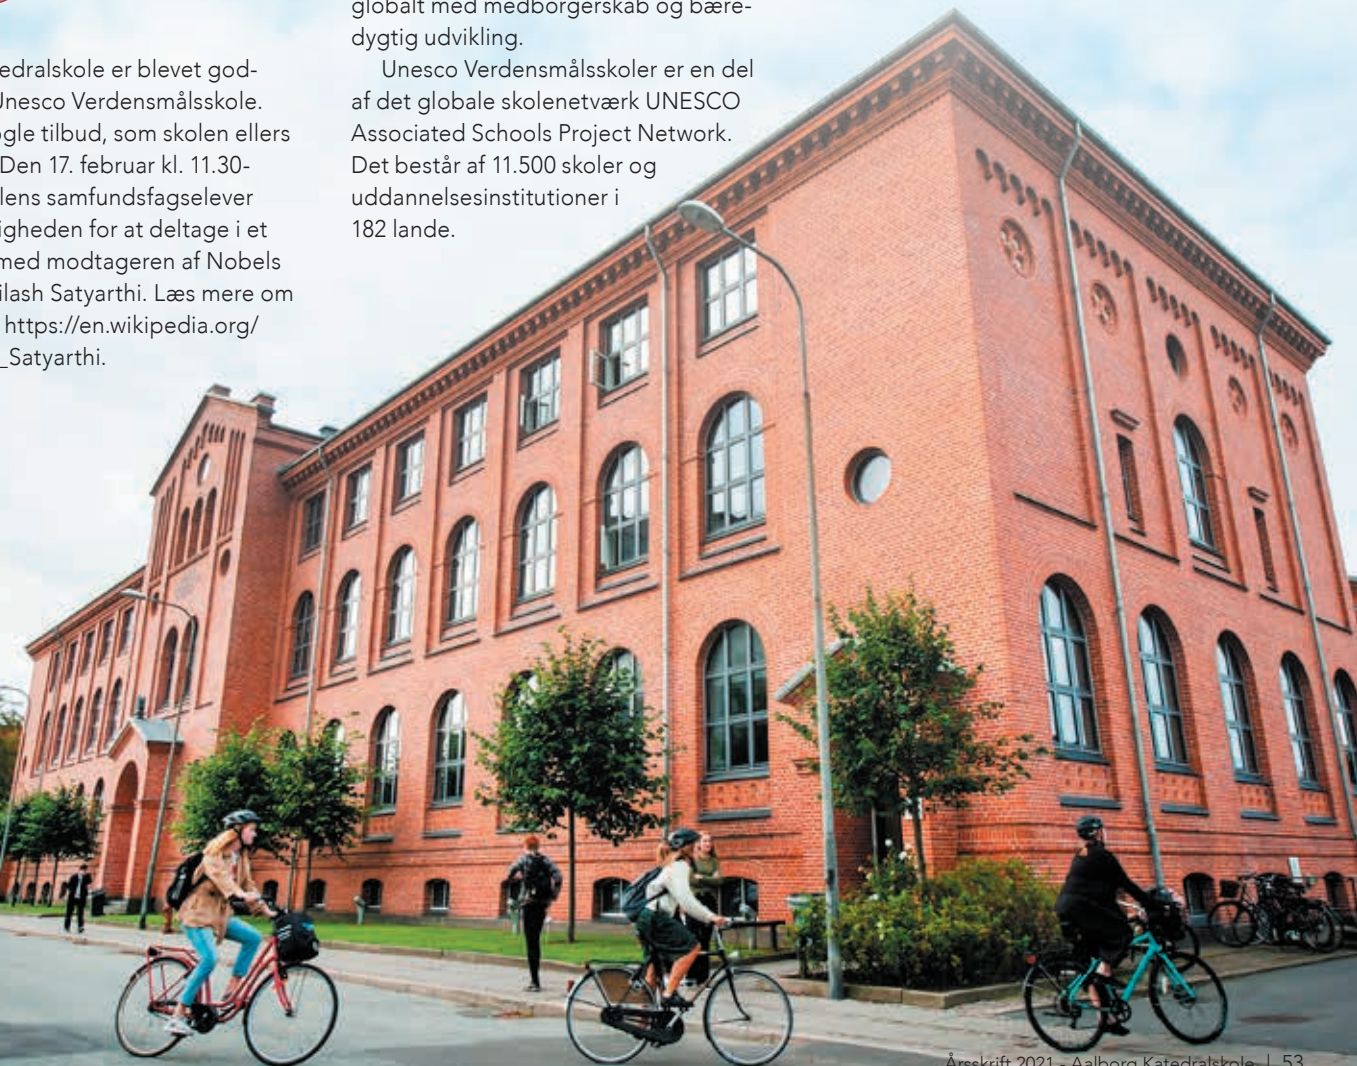 edralskole er blevet god-
Unesco Verdensmålsskole.
ogle tilbud, som skolen ellers
Den 17. februar kl. 11.30-
lens samfundsfagselever
igheden for at deltage i et
med modtageren af Nobels
ilash Satyarthi. Læs mere om
https://en.wikipedia.org/
_Satyarthi.
globalt med medborgerskab og bære-
dygtig udvikling.
Unesco Verdensmålsskoler er en del
af det globale skolenetværk UNESCO
Associated Schools Project Network.
Det består af 11.500 skoler og
uddannelsesinstitutioner i
182 lande.
Årsskrift 2021 - Aalborg Katedralskole | 53